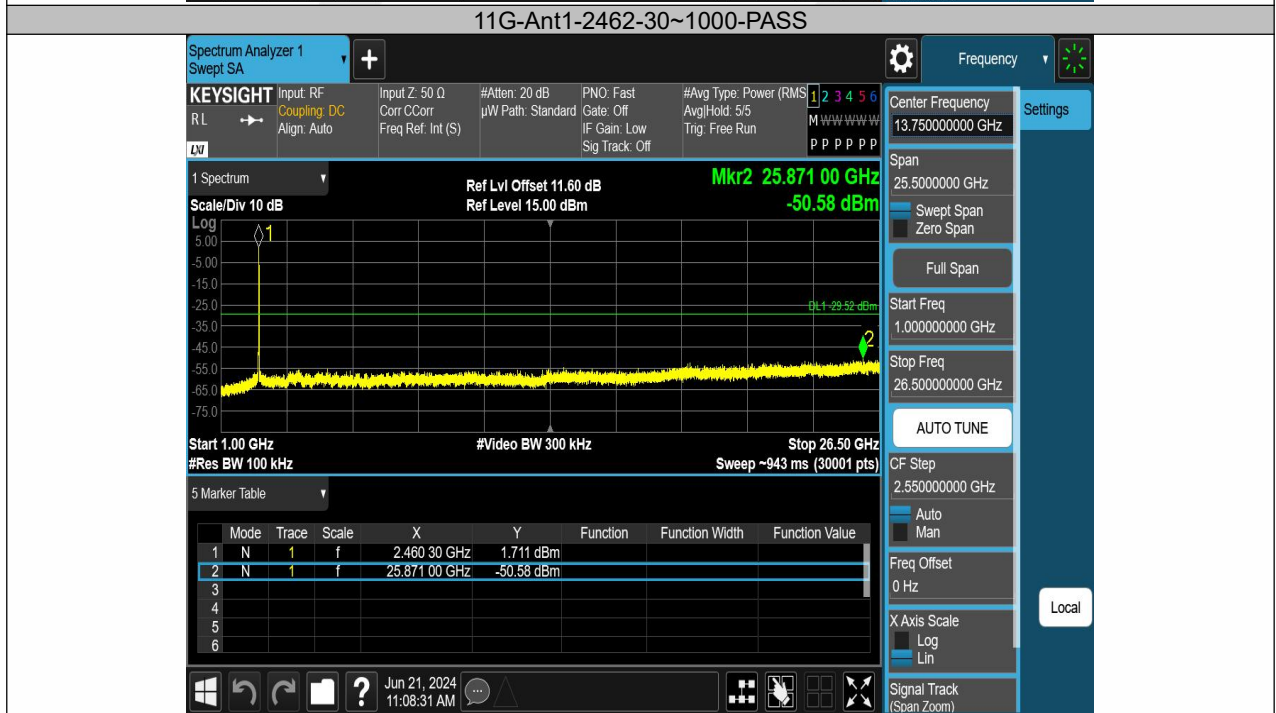 11G-Ant1-2462-30~1000-PASS
Spectrum Analyzer 1
Swept SA
+
Frequency
KEYSIGHT
RL
LXI
Input: RF
Coupling: DC
Align: Auto
Input Z: 50 Ω
Corr CCorr
Freq Ref: Int (S)
#Atten: 20 dB
µW Path: Standard
PNO: Fast
Gate: Off
IF Gain: Low
Sig Track: Off
#Avg Type: Power (RMS
Avg|Hold: 5/5
Trig: Free Run
1 2 3 4 5 6
M W W W W W
P P P P P P
1 Spectrum
Scale/Div 10 dB
Ref Lvl Offset 11.60 dB
Ref Level 15.00 dBm
Mkr2 25.871 00 GHz
-50.58 dBm
Log
5.00
-5.00
-15.0
-25.0
-35.0
-45.0
-55.0
-65.0
-75.0
1
DL1 -29.52 dBm
2
Start 1.00 GHz
#Video BW 300 kHz
Stop 26.50 GHz
#Res BW 100 kHz
Sweep ~943 ms (30001 pts)
5 Marker Table
Mode Trace Scale X Y Function Function Width Function Value
1 N 1 f 2.460 30 GHz 1.711 dBm
2 N 1 f 25.871 00 GHz -50.58 dBm
3
4
5
6
Center Frequency
13.750000000 GHz
Settings
Span
25.5000000 GHz
Swept Span
Zero Span
Full Span
Start Freq
1.000000000 GHz
Stop Freq
26.500000000 GHz
AUTO TUNE
CF Step
2.550000000 GHz
Auto
Man
Freq Offset
0 Hz
X Axis Scale
Log
Lin
Local
Signal Track
(Span Zoom)
?
Jun 21, 2024
11:08:31 AM